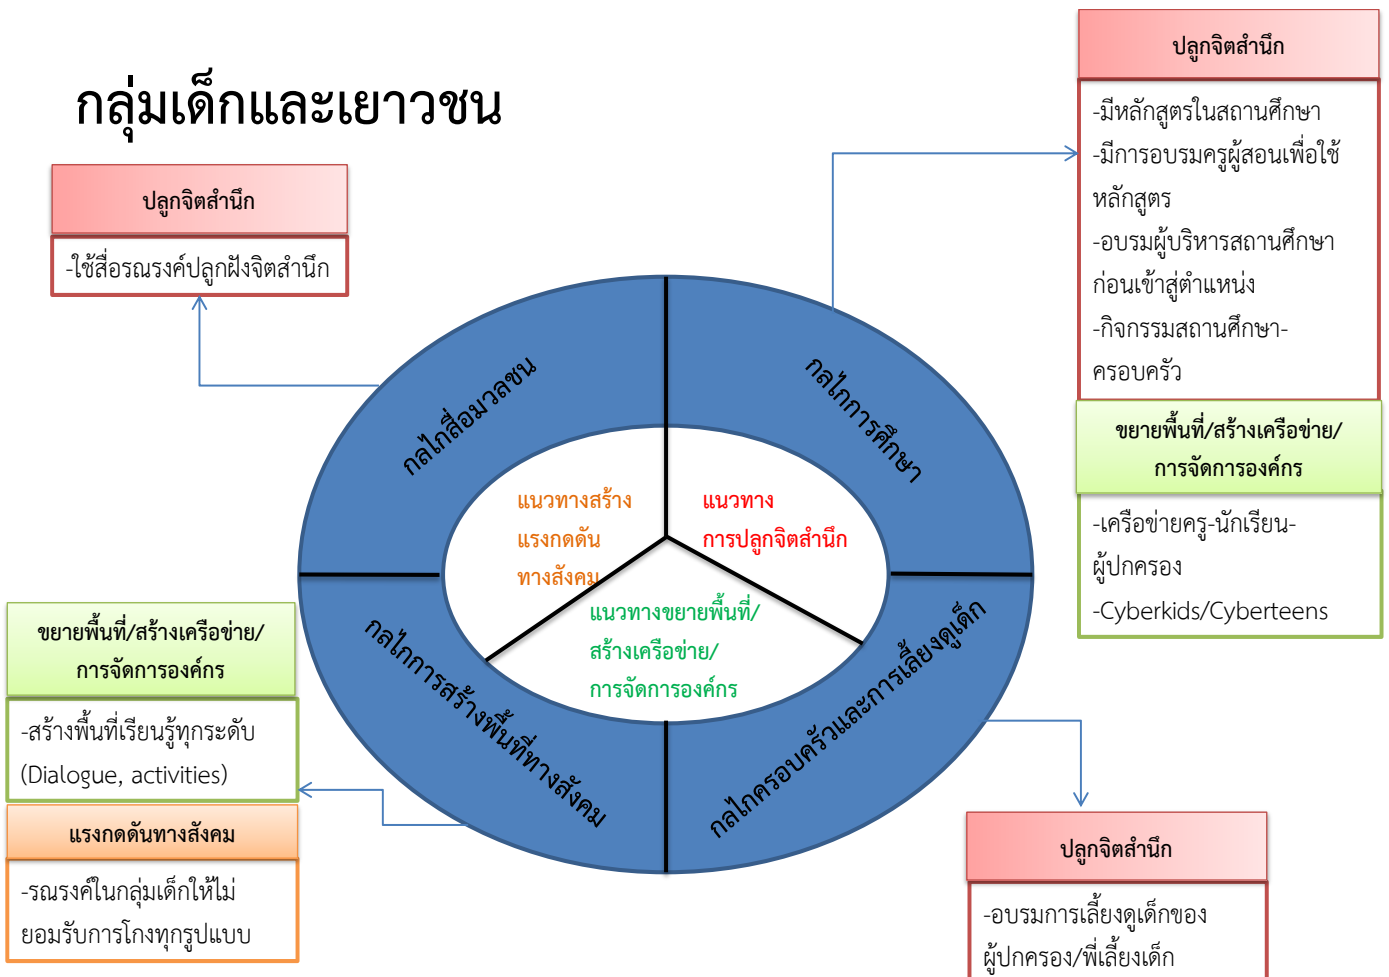 กลุ่มเด็กและเยาวชน
ปลูกจิตสำนึก
-ใช้สื่อรณรงค์ปลูกฝังจิตสำนึก
ปลูกจิตสำนึก
-มีหลักสูตรในสถานศึกษา
-มีการอบรมครูผู้สอนเพื่อใช้
หลักสูตร
-อบรมผู้บริหารสถานศึกษา
ก่อนเข้าสู่ตำแหน่ง
-กิจกรรมสถานศึกษา-
ครอบครัว
ขยายพื้นที่/สร้างเครือข่าย/
การจัดการองค์กร
-เครือข่ายครู-นักเรียน-
ผู้ปกครอง
-Cyberkids/Cyberteens
กลไกสื่อมวลชน
กลไกการศึกษา
แนวทางสร้าง
แรงกดดัน
ทางสังคม
แนวทาง
การปลูกจิตสำนึก
แนวทางขยายพื้นที่/
สร้างเครือข่าย/
การจัดการองค์กร
กลไกการสร้างพื้นที่ทางสังคม
กลไกครอบครัวและการเลี้ยงดูเด็ก
ขยายพื้นที่/สร้างเครือข่าย/
การจัดการองค์กร
-สร้างพื้นที่เรียนรู้ทุกระดับ
(Dialogue, activities)
แรงกดดันทางสังคม
-รณรงค์ในกลุ่มเด็กให้ไม่
ยอมรับการโกงทุกรูปแบบ
ปลูกจิตสำนึก
-อบรมการเลี้ยงดูเด็กของ
ผู้ปกครอง/พี่เลี้ยงเด็ก